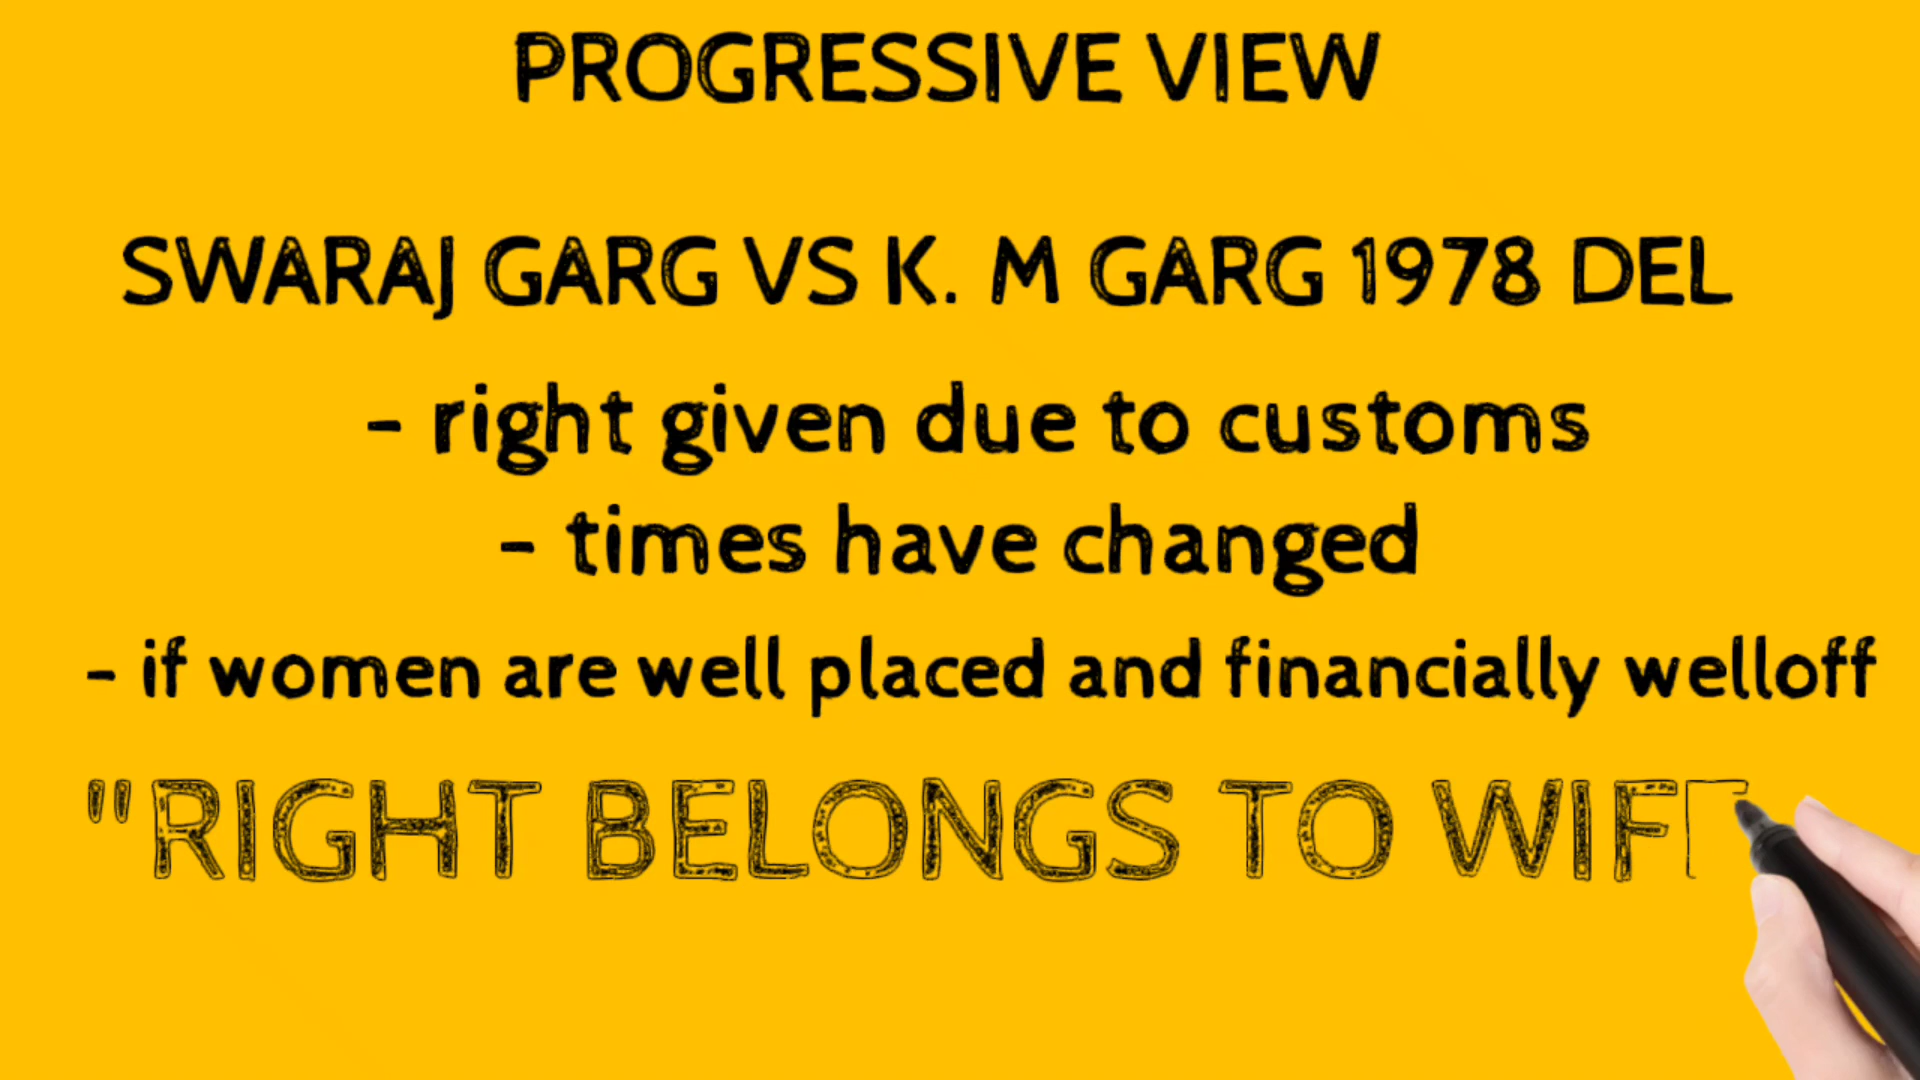 PROGRESSIVE VIEW
SWARAJ GARG VS K. M GARG 1978 DEL
- right given due to customs
- times have changed
- if women are well placed and financially welloff
"RIGHT BELONGS TO WIF